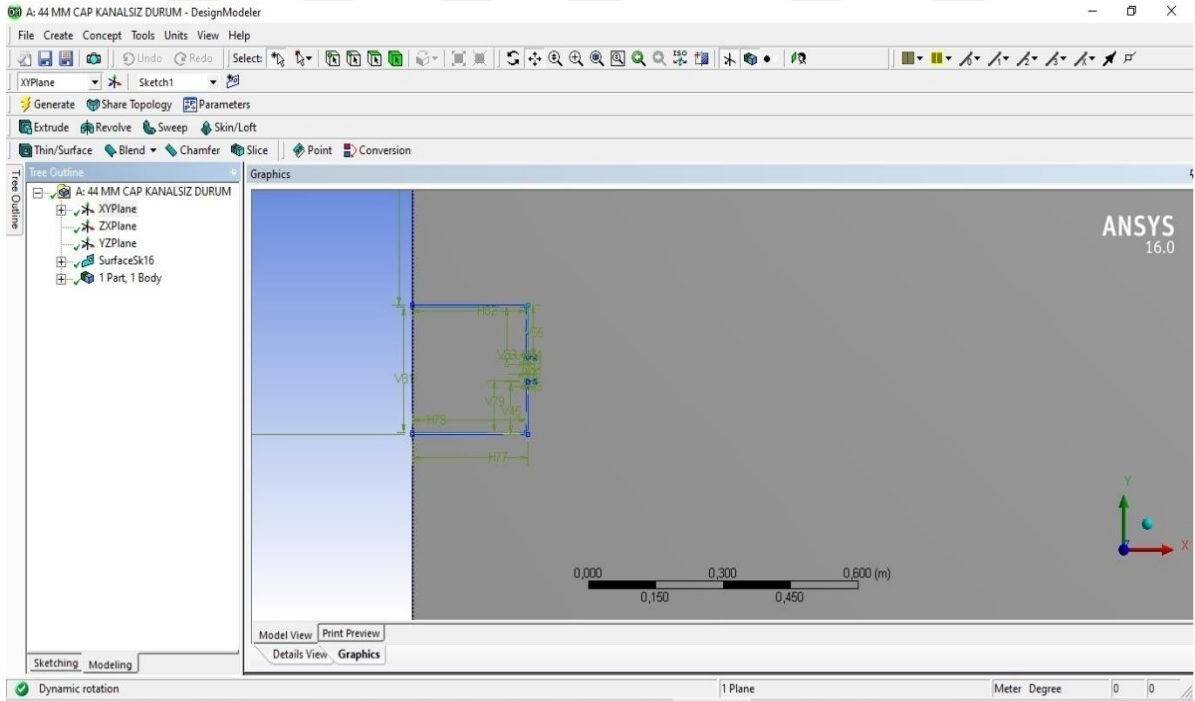 A: 44 MM CAP KANALSIZ DURUM - DesignModeler
File Create Concept Tools Units View Help
Undo Redo Select:
XYPlane Sketch1
Generate Share Topology Parameters
Extrude Revolve Sweep Skin/Loft
Thin/Surface Blend Chamfer Slice Point Conversion
Tree Outline
Tree Outline
A: 44 MM CAP KANALSIZ DURUM
XYPlane
ZXPlane
YZPlane
SurfaceSk16
1 Part, 1 Body
Sketching Modeling
Graphics
ANSYS
16.0
V79
V45
H78
H77
0,000 0,300 0,600 (m)
0,150 0,450
Model View Print Preview
Details View Graphics
Dynamic rotation 1 Plane Meter Degree 0 0
Y
X